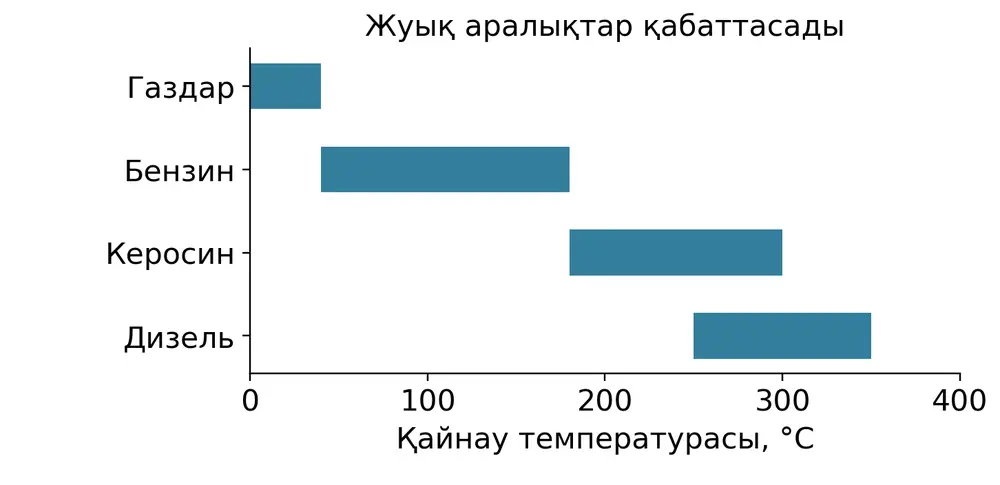 Жуық аралықтар қабаттасады
Газдар
Бензин
Керосин
Дизель
0 100 200 300 400
Қайнау температурасы, °C